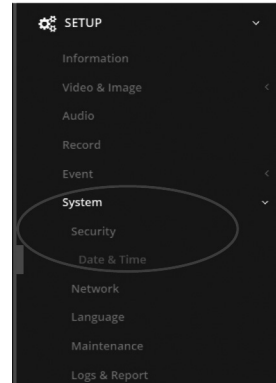 SETUP
Information
Video & Image
Audio
Record
Event
System
Security
Date & Time
Network
Language
Maintenance
Logs & Report